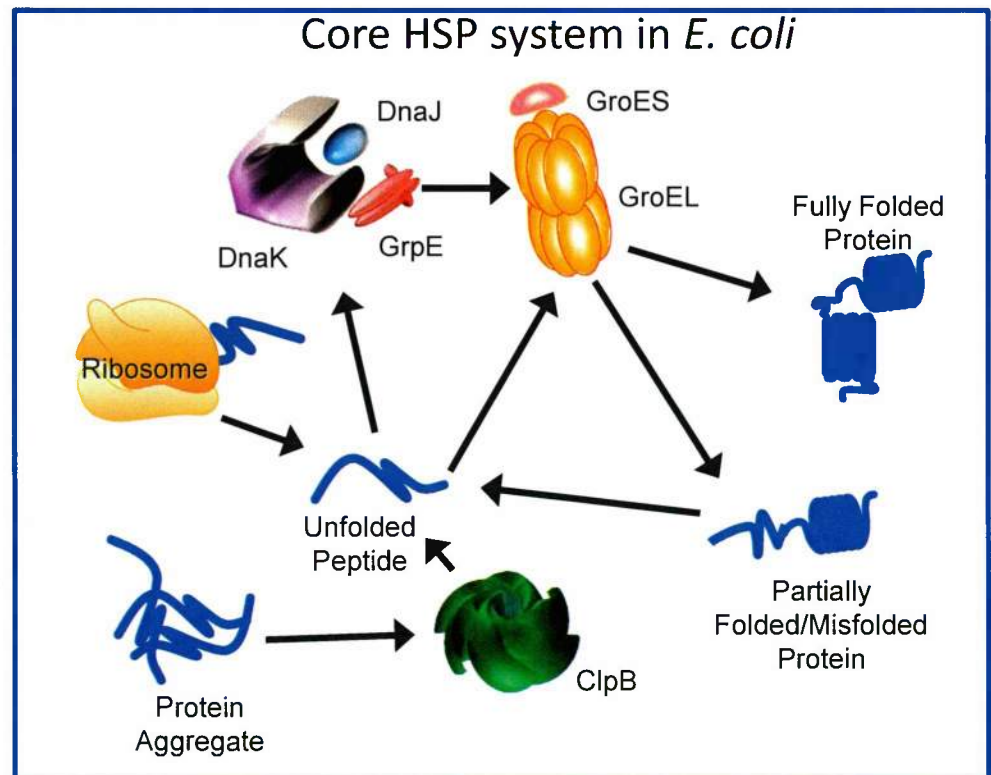 Core HSP system in E. coli
DnaJ
GroES
GroEL
DnaK
GrpE
Fully Folded
Protein
Ribosome
Unfolded
Peptide
Partially
Folded/Misfolded
Protein
ClpB
Protein
Aggregate